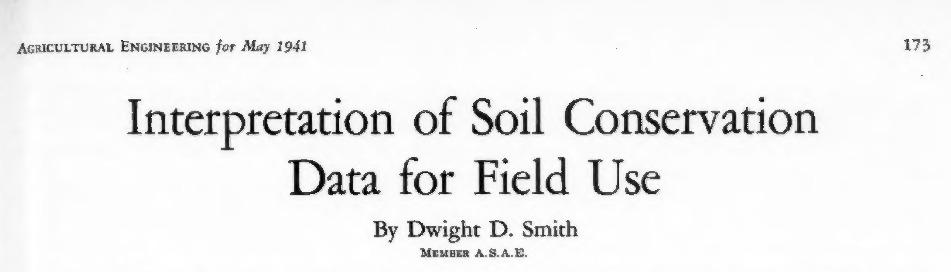 AGRICULTURAL ENGINEERING for May 1941 173
Interpretation of Soil Conservation
Data for Field Use
By Dwight D. Smith
MEMBER A.S.A.E.